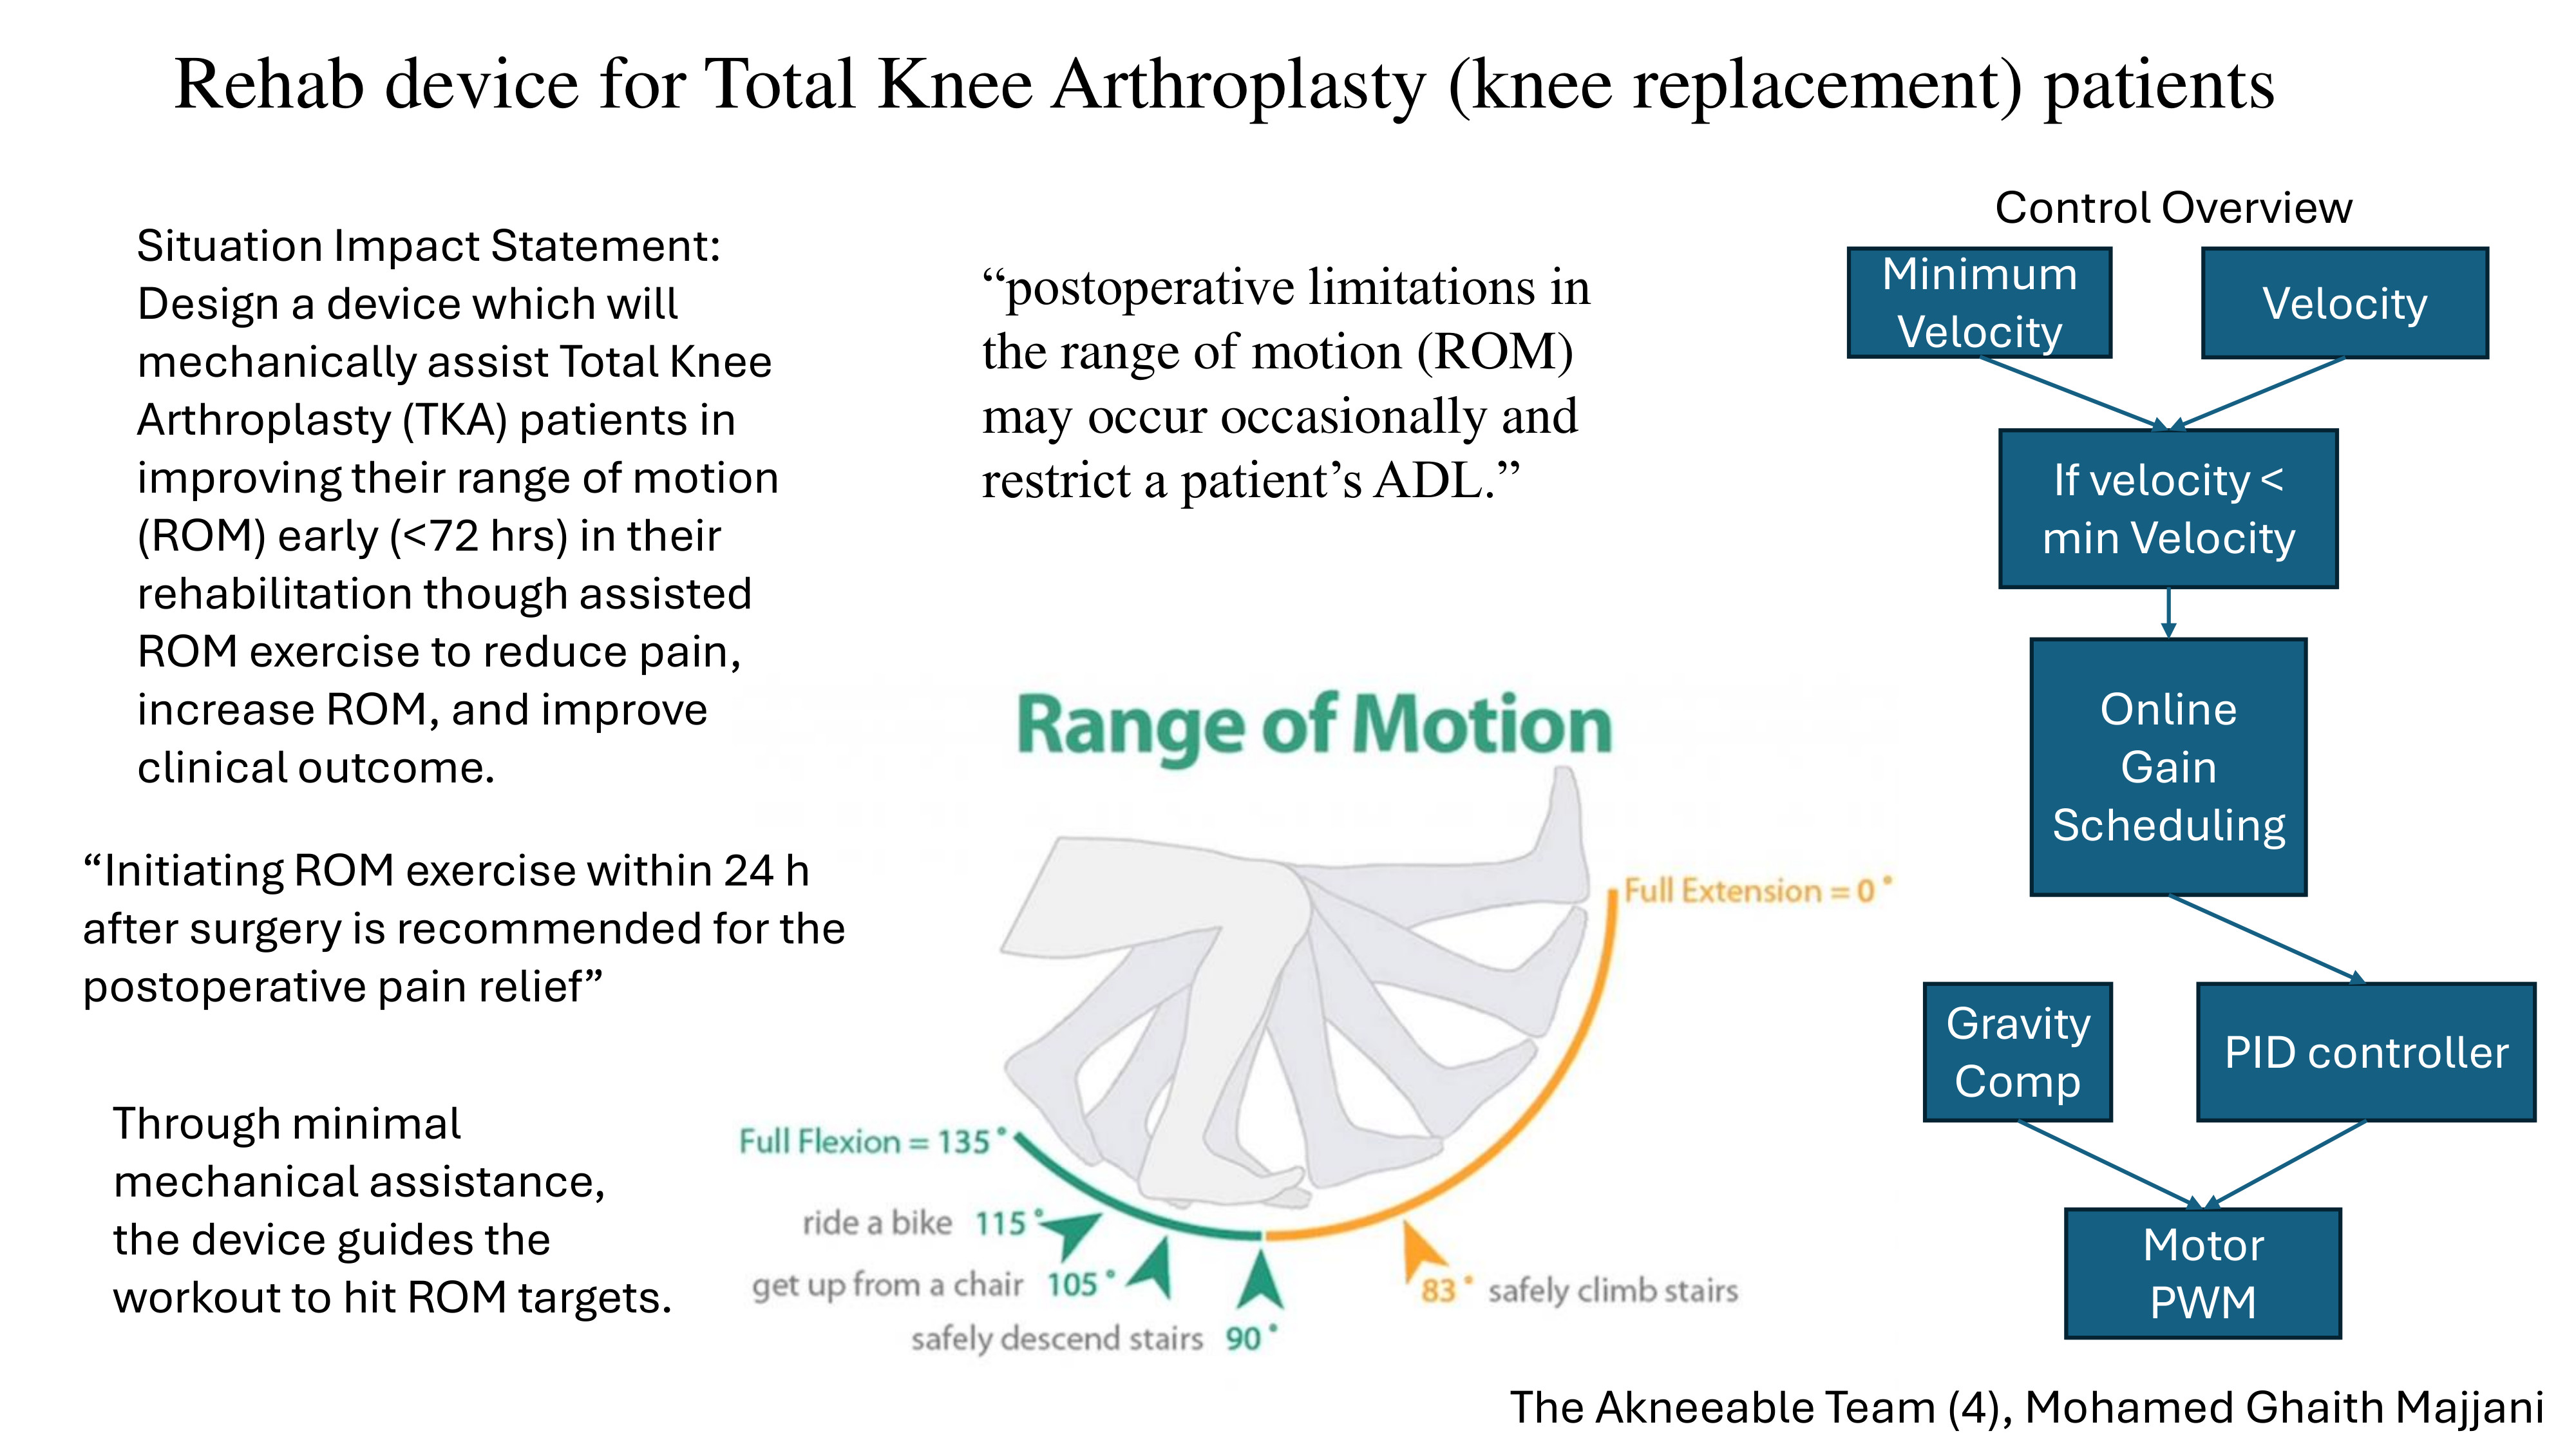 Rehab device for Total Knee Arthroplasty (knee replacement) patients
Situation Impact Statement:
Design a device which will
mechanically assist Total Knee
Arthroplasty (TKA) patients in
improving their range of motion
(ROM) early (<72 hrs) in their
rehabilitation though assisted
ROM exercise to reduce pain,
increase ROM, and improve
clinical outcome.
“Initiating ROM exercise within 24 h
after surgery is recommended for the
postoperative pain relief”
Through minimal
mechanical assistance,
the device guides the
workout to hit ROM targets.
“postoperative limitations in
the range of motion (ROM)
may occur occasionally and
restrict a patient’s ADL.”
Range of Motion
Full Extension = 0°
Full Flexion = 135°
ride a bike 115°
get up from a chair 105°
safely descend stairs 90°
83° safely climb stairs
Control Overview
Minimum
Velocity
Velocity
If velocity <
min Velocity
Online
Gain
Scheduling
Gravity
Comp
PID controller
Motor
PWM
The Akneeable Team (4), Mohamed Ghaith Majjani